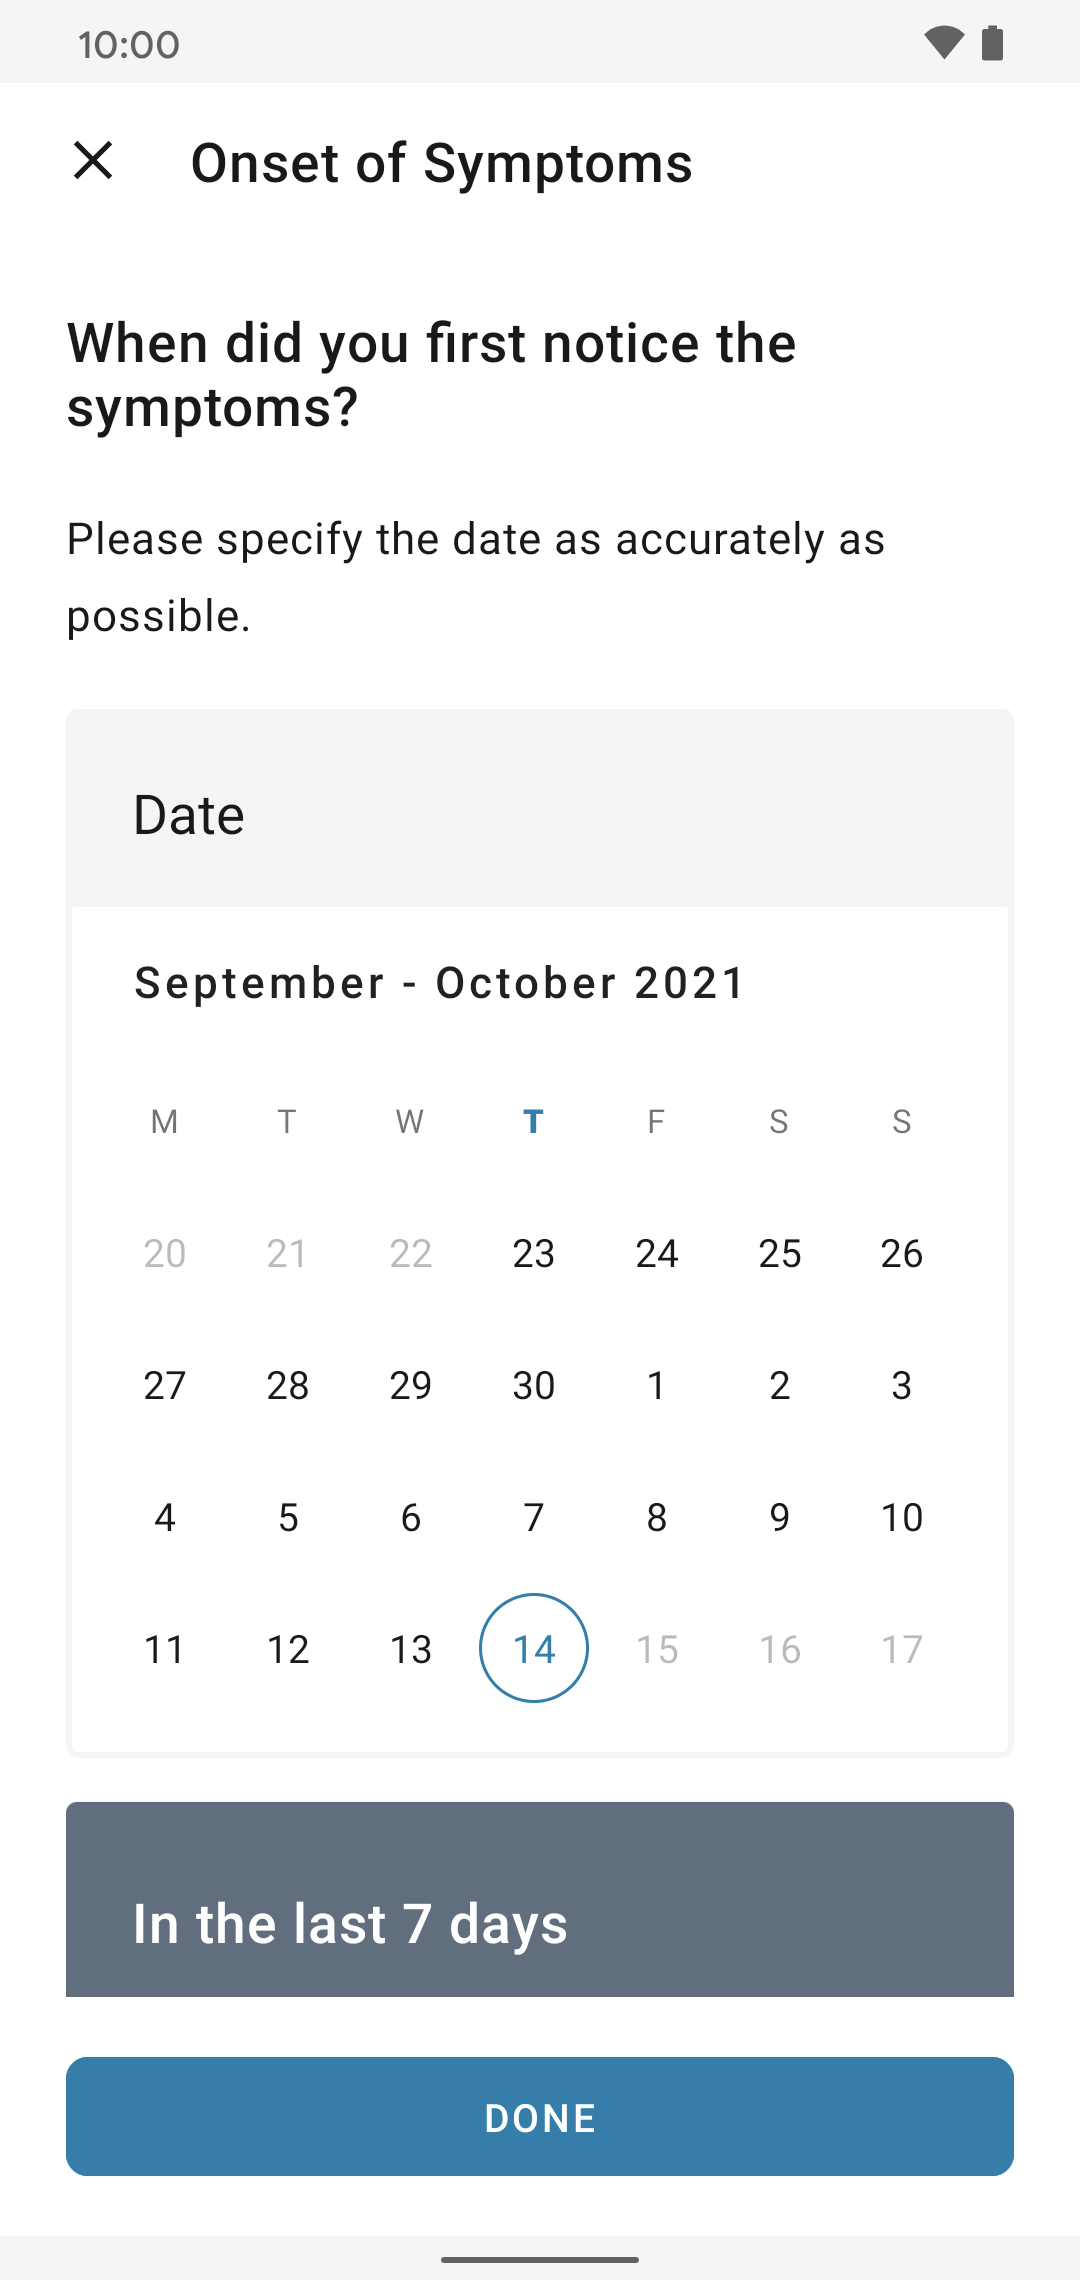 10:00
Onset of Symptoms
When did you first notice the
symptoms?
Please specify the date as accurately as
possible.
Date
September - October 2021
M T W T F S S
20 21 22 23 24 25 26
27 28 29 30 1 2 3
4 5 6 7 8 9 10
11 12 13 14 15 16 17
In the last 7 days
DONE